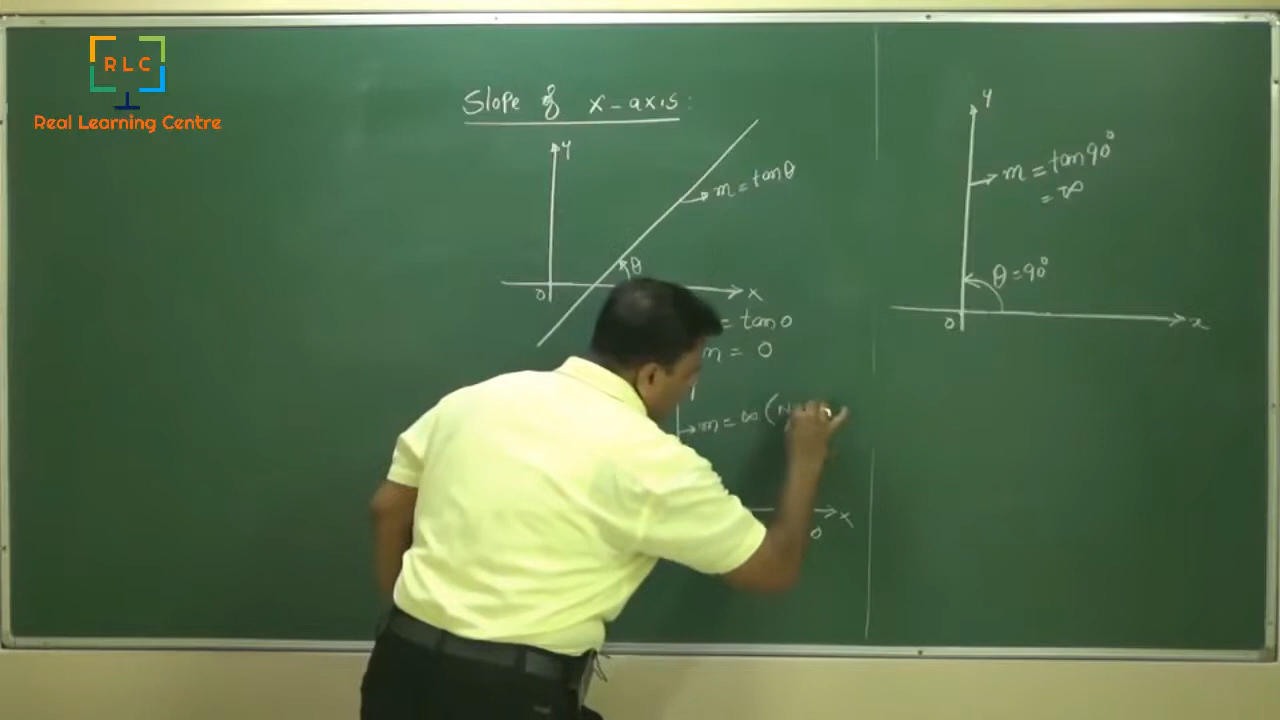 RLC
Real Learning Centre
Slope of x-axis:
y
m = tanθ
θ
0
x
= tan 0
m = 0
m = ∞ (N
x
0
y
m = tan 90°
= ∞
θ = 90°
0
x